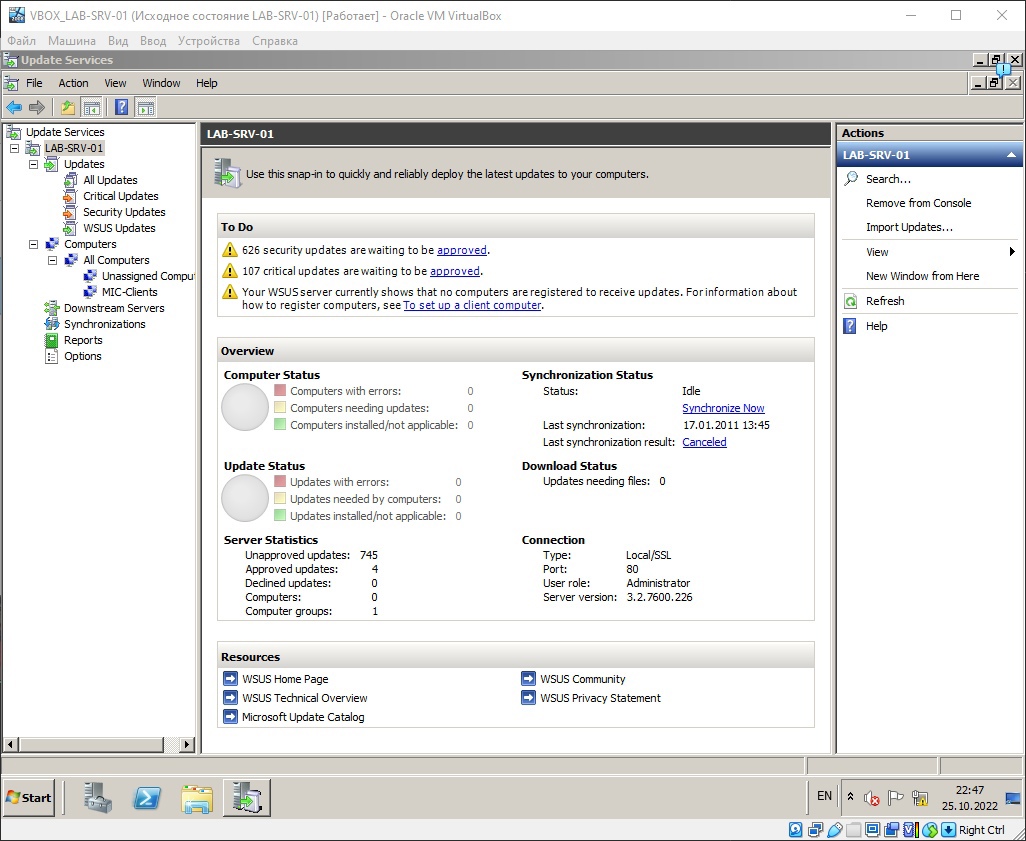 VBOX_LAB-SRV-01 (Исходное состояние LAB-SRV-01) [Работает] - Oracle VM VirtualBox
Файл Машина Вид Ввод Устройства Справка
Update Services
File Action View Window Help
Update Services
LAB-SRV-01
Updates
All Updates
Critical Updates
Security Updates
WSUS Updates
Computers
All Computers
Unassigned Compu
MIC-Clients
Downstream Servers
Synchronizations
Reports
Options
LAB-SRV-01
Use this snap-in to quickly and reliably deploy the latest updates to your computers.
To Do
626 security updates are waiting to be approved.
107 critical updates are waiting to be approved.
Your WSUS server currently shows that no computers are registered to receive updates. For information about
how to register computers, see To set up a client computer.
Overview
Computer Status
Computers with errors: 0
Computers needing updates: 0
Computers installed/not applicable: 0
Synchronization Status
Status: Idle
Synchronize Now
Last synchronization: 17.01.2011 13:45
Last synchronization result: Canceled
Update Status
Updates with errors: 0
Updates needed by computers: 0
Updates installed/not applicable: 0
Download Status
Updates needing files: 0
Server Statistics
Unapproved updates: 745
Approved updates: 4
Declined updates: 0
Computers: 0
Computer groups: 1
Connection
Type: Local/SSL
Port: 80
User role: Administrator
Server version: 3.2.7600.226
Resources
WSUS Home Page
WSUS Technical Overview
Microsoft Update Catalog
WSUS Community
WSUS Privacy Statement
Actions
LAB-SRV-01
Search...
Remove from Console
Import Updates...
View
New Window from Here
Refresh
Help
Start
EN
22:47
25.10.2022
Right Ctrl